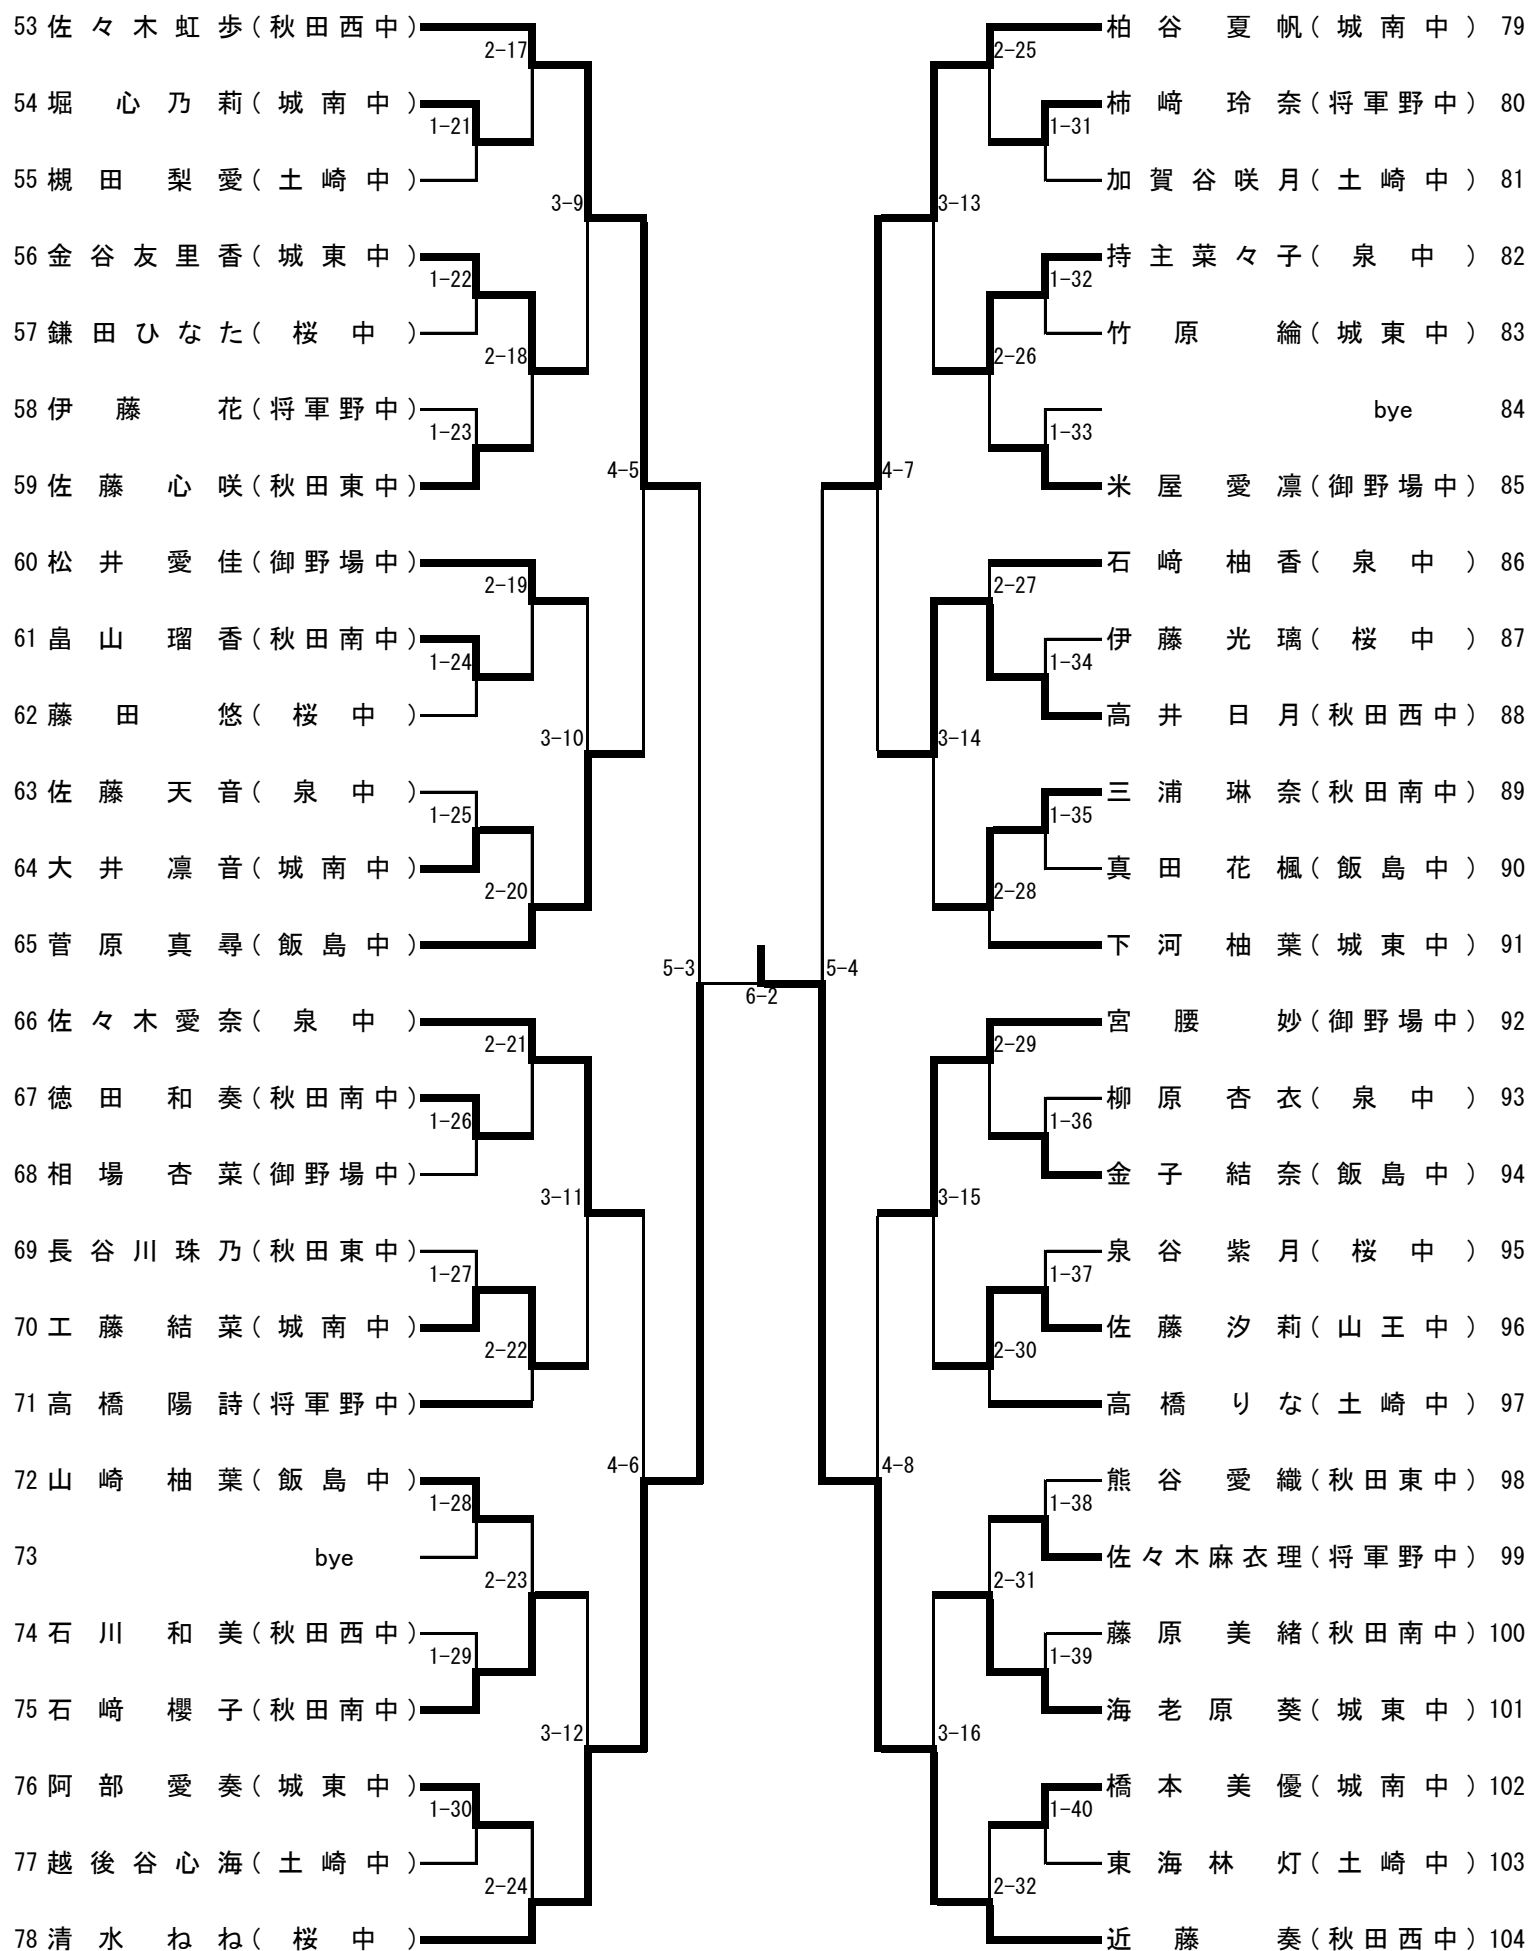 53 佐々木虹歩(秋田西中)
2-17
54 堀心乃莉(城南中)
1-21
55 槻田梨愛(土崎中)
3-9
56 金谷友里香(城東中)
1-22
57 鎌田ひなた(桜中)
2-18
58 伊藤花(将軍野中)
1-23
59 佐藤心咲(秋田東中)
4-5
60 松井愛佳(御野場中)
2-19
61 畠山瑠香(秋田南中)
1-24
62 藤田悠(桜中)
3-10
63 佐藤天音(泉中)
1-25
64 大井凛音(城南中)
2-20
65 菅原真尋(飯島中)
5-3
66 佐々木愛奈(泉中)
2-21
67 徳田和奏(秋田南中)
1-26
68 相場杏菜(御野場中)
3-11
69 長谷川珠乃(秋田東中)
1-27
70 工藤結菜(城南中)
2-22
71 高橋陽詩(将軍野中)
4-6
72 山崎柚葉(飯島中)
1-28
73 bye
2-23
74 石川和美(秋田西中)
1-29
75 石﨑櫻子(秋田南中)
3-12
76 阿部愛奏(城東中)
1-30
77 越後谷心海(土崎中)
2-24
78 清水ねね(桜中)
6-2
柏谷夏帆(城南中) 79
2-25
柿﨑玲奈(将軍野中) 80
1-31
加賀谷咲月(土崎中) 81
3-13
持主菜々子(泉中) 82
1-32
竹原綸(城東中) 83
2-26
bye 84
1-33
米屋愛凛(御野場中) 85
4-7
石﨑柚香(泉中) 86
2-27
伊藤光璃(桜中) 87
1-34
高井日月(秋田西中) 88
3-14
三浦琳奈(秋田南中) 89
1-35
真田花楓(飯島中) 90
2-28
下河柚葉(城東中) 91
5-4
宮腰妙(御野場中) 92
2-29
柳原杏衣(泉中) 93
1-36
金子結奈(飯島中) 94
3-15
泉谷紫月(桜中) 95
1-37
佐藤汐莉(山王中) 96
2-30
高橋りな(土崎中) 97
4-8
熊谷愛織(秋田東中) 98
1-38
佐々木麻衣理(将軍野中) 99
2-31
藤原美緒(秋田南中) 100
1-39
海老原葵(城東中) 101
3-16
橋本美優(城南中) 102
1-40
東海林灯(土崎中) 103
2-32
近藤奏(秋田西中) 104